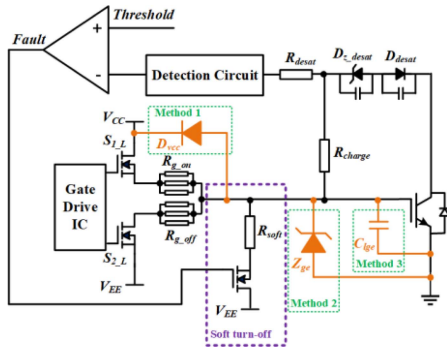 Fault
Threshold
+
-
Detection Circuit
R_desat
D_z_desat
D_desat
V_CC
Method 1
D_vcc
S_1_L
R_g_on
R_charge
Gate
Drive
IC
R_g_off
R_soft
S_2_L
Z_ge
C_lge
V_EE
V_EE
Method 2
Method 3
Soft turn-off